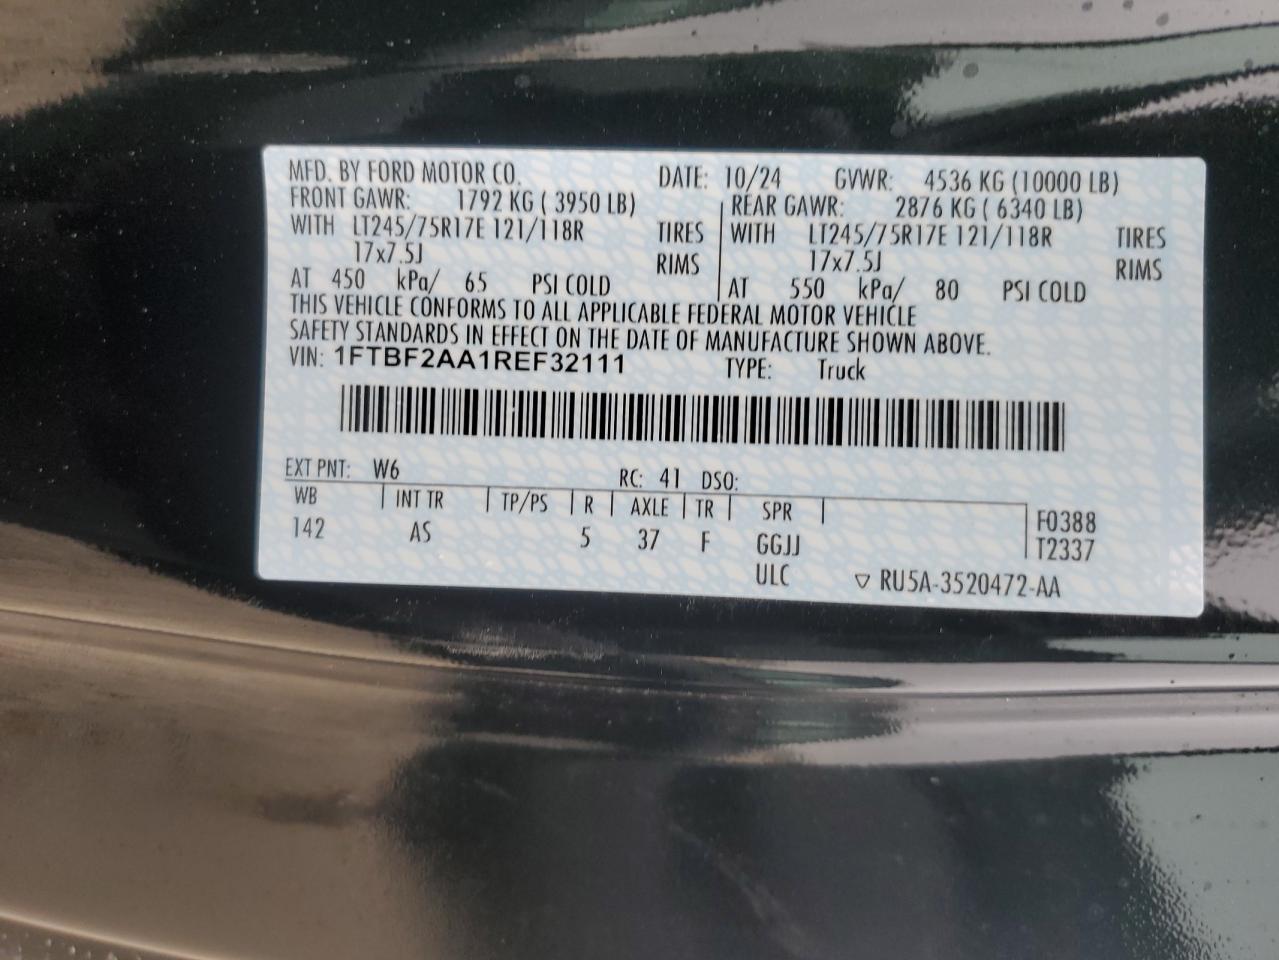 MFD. BY FORD MOTOR CO. DATE: 10/24 GVWR: 4536 KG (10000 LB)
FRONT GAWR: 1792 KG ( 3950 LB) REAR GAWR: 2876 KG ( 6340 LB)
WITH LT245/75R17E 121/118R TIRES WITH LT245/75R17E 121/118R TIRES
17x7.5J RIMS 17x7.5J RIMS
AT 450 kPa/ 65 PSI COLD AT 550 kPa/ 80 PSI COLD
THIS VEHICLE CONFORMS TO ALL APPLICABLE FEDERAL MOTOR VEHICLE
SAFETY STANDARDS IN EFFECT ON THE DATE OF MANUFACTURE SHOWN ABOVE.
VIN: 1FTBF2AA1REF32111 TYPE: Truck
EXT PNT: W6 RC: 41 DSO:
WB INT TR TP/PS R AXLE TR SPR
142 AS 5 37 F GGJJ
ULC
F0388
T2337
▽ RU5A-3520472-AA